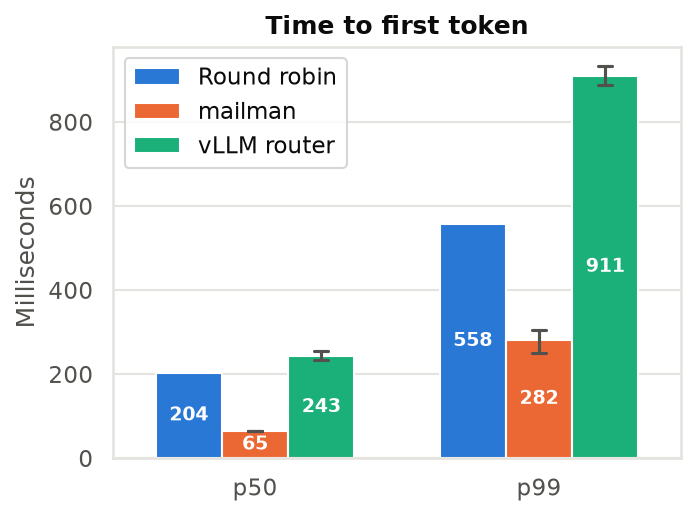 Time to first token
Round robin
mailman
vLLM router
Milliseconds
800
600
400
200
0
204
65
243
558
282
911
p50
p99